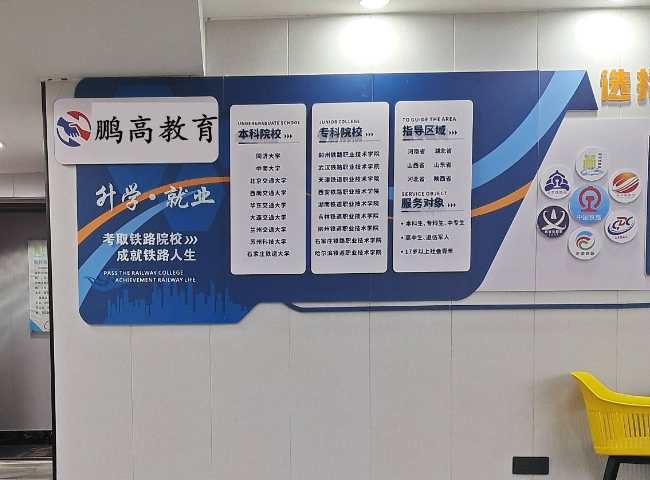 鹏高教育
升学·就业
考取铁路院校>>>
成就铁路人生
PASS THE RAILWAY COLLEGE
ACHIEVEMENT RAILWAY LIFE
UNDERGRADUATE SCHOOL
本科院校 >>>
同济大学
中南大学
北京交通大学
西南交通大学
华东交通大学
大连交通大学
兰州交通大学
苏州科技大学
石家庄铁道大学
JUNIOR COLLEGE
专科院校 >>>
郑州铁路职业技术学院
武汉铁路职业技术学院
天津铁道职业技术学院
西安铁路职业技术学院
湖南铁路职业技术学院
吉林铁道职业技术学院
柳州铁道职业技术学院
石家庄铁路职业技术学院
哈尔滨铁道职业技术学院
TO GUIDE THE AREA
指导区域 >>>
河南省 湖北省
山西省 山东省
河北省 陕西省
SERVICE OBJECT
服务对象 >>>
• 本科生、专科生、中专生
• 高中生、退伍军人
• 17岁以上社会青年
选择
中国铁路